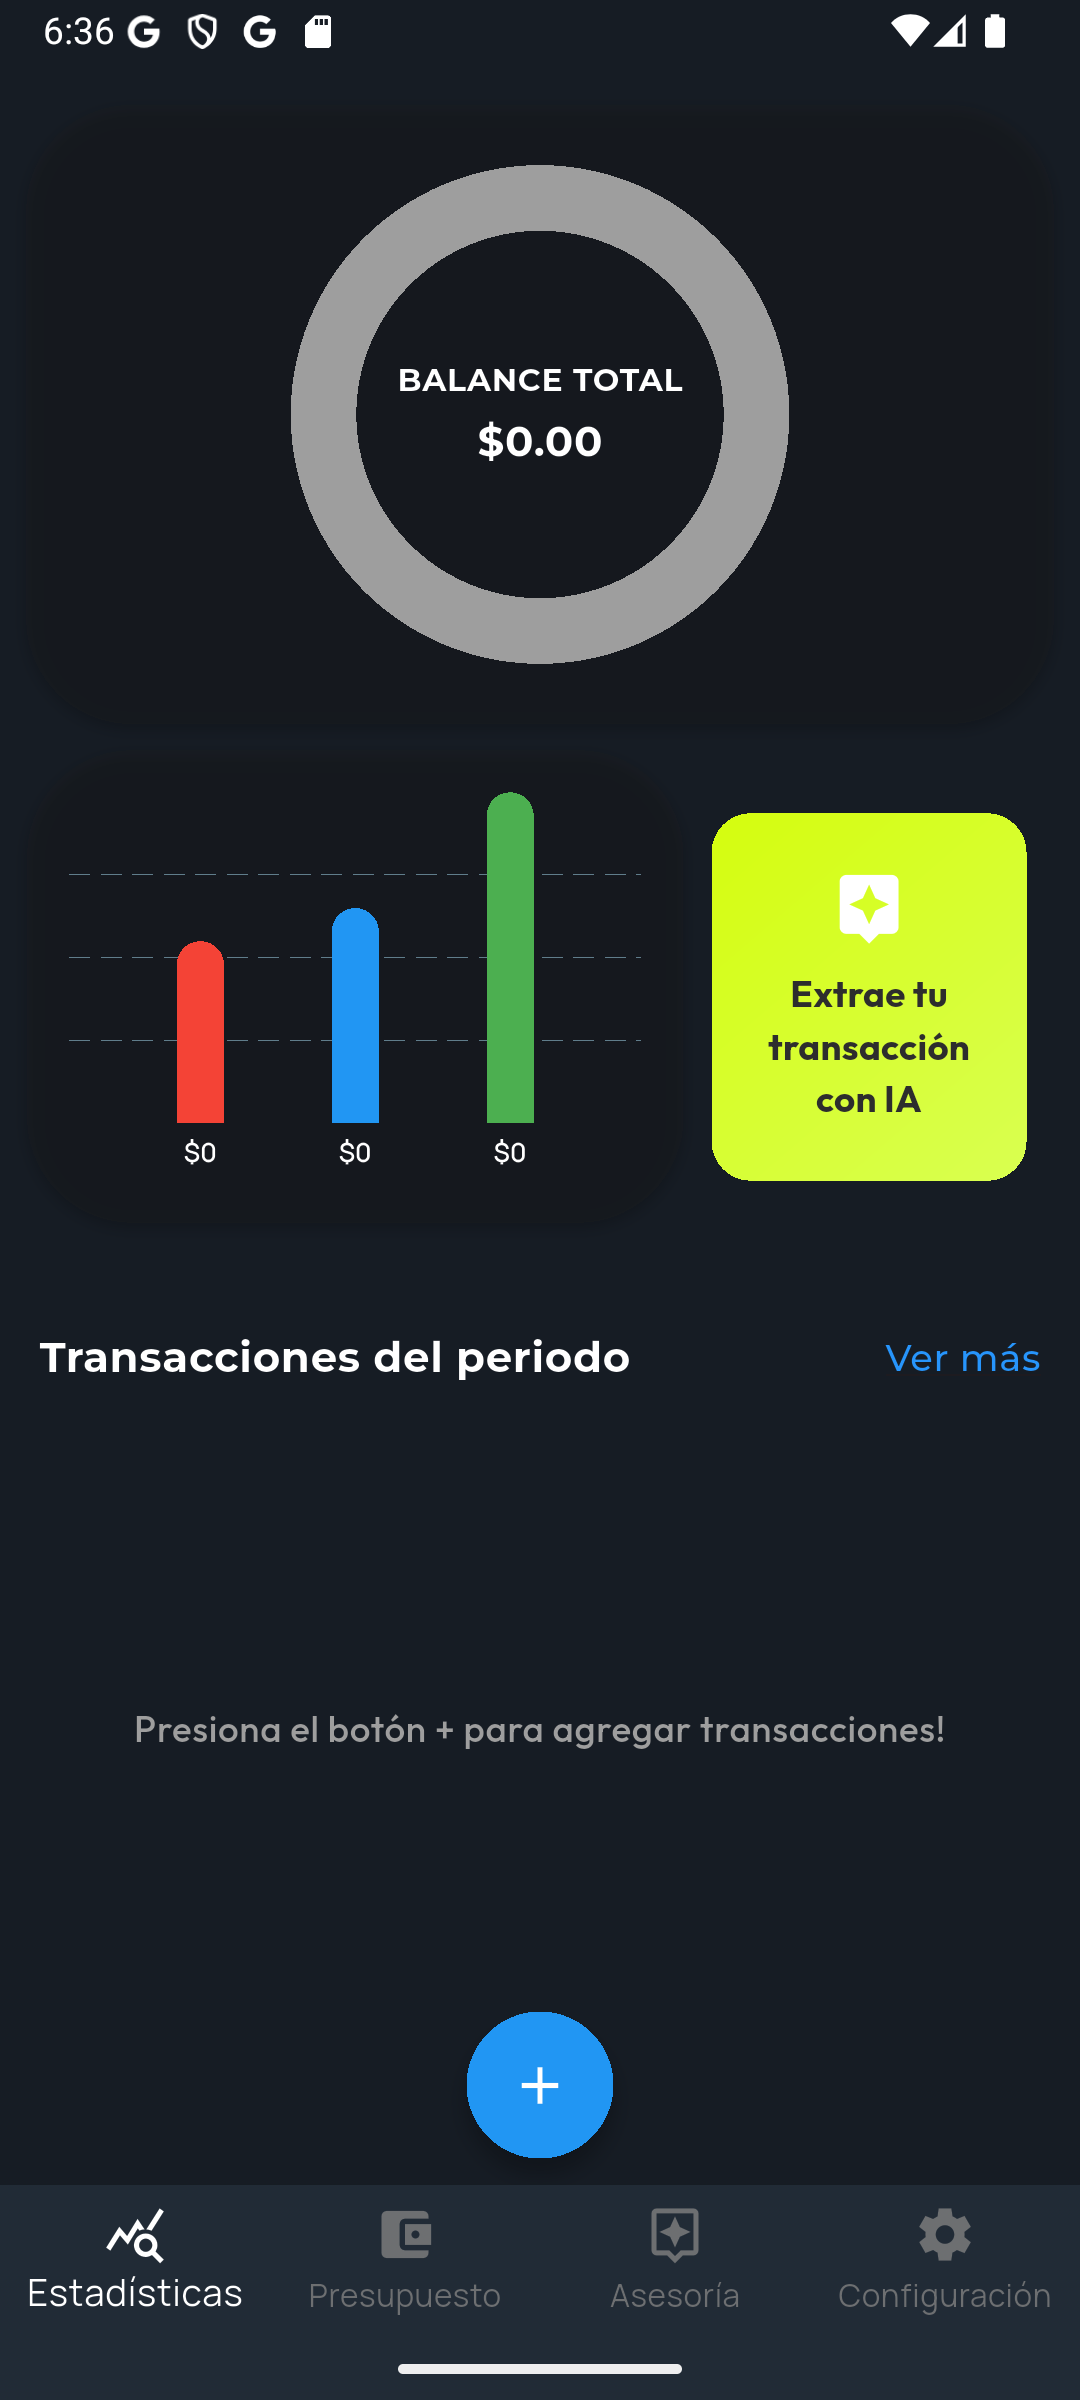 6:36
BALANCE TOTAL
$0.00
$0 $0 $0
Extrae tu
transacción
con IA
Transacciones del periodo
Ver más
Presiona el botón + para agregar transacciones!
+
Estadísticas
Presupuesto
Asesoría
Configuración